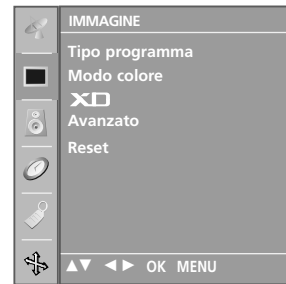 IMMAGINE
Tipo programma
Modo colore
XD
Avanzato
Reset
▲▼ ◄► OK MENU